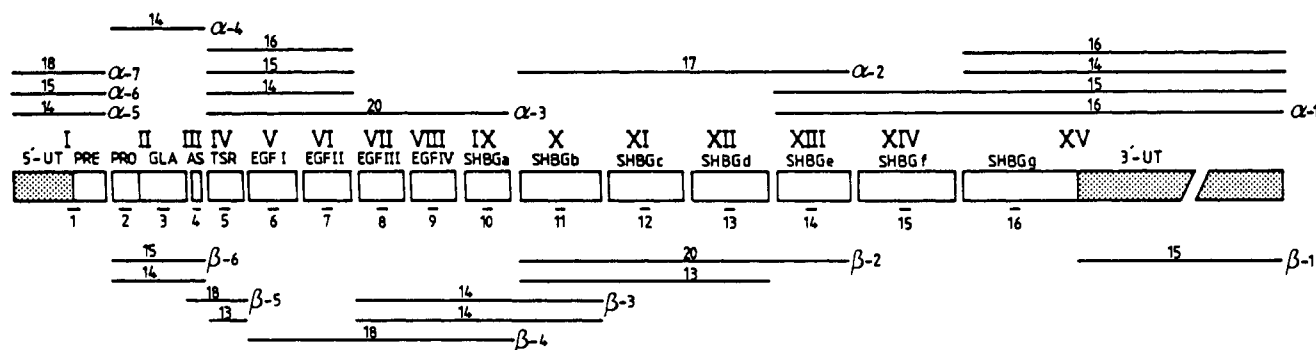 14 α-4
16 16
18 α-7 15 17 α-2 14
15 α-6 14 15
14 α-5 20 α-3 16
I II III IV V VI VII VIII IX X XI XII XIII XIV XV
5'-UT PRE PRO GLA AS TSR EGF I EGF II EGF III EGF IV SHBGa SHBGb SHBGc SHBGd SHBGe SHBGf SHBGg 3'-UT
1 2 3 4 5 6 7 8 9 10 11 12 13 14 15 16
15 β-6 20 β-2 15 β-1
14 13
18 β-5 14 β-3
13 14
18 β-4